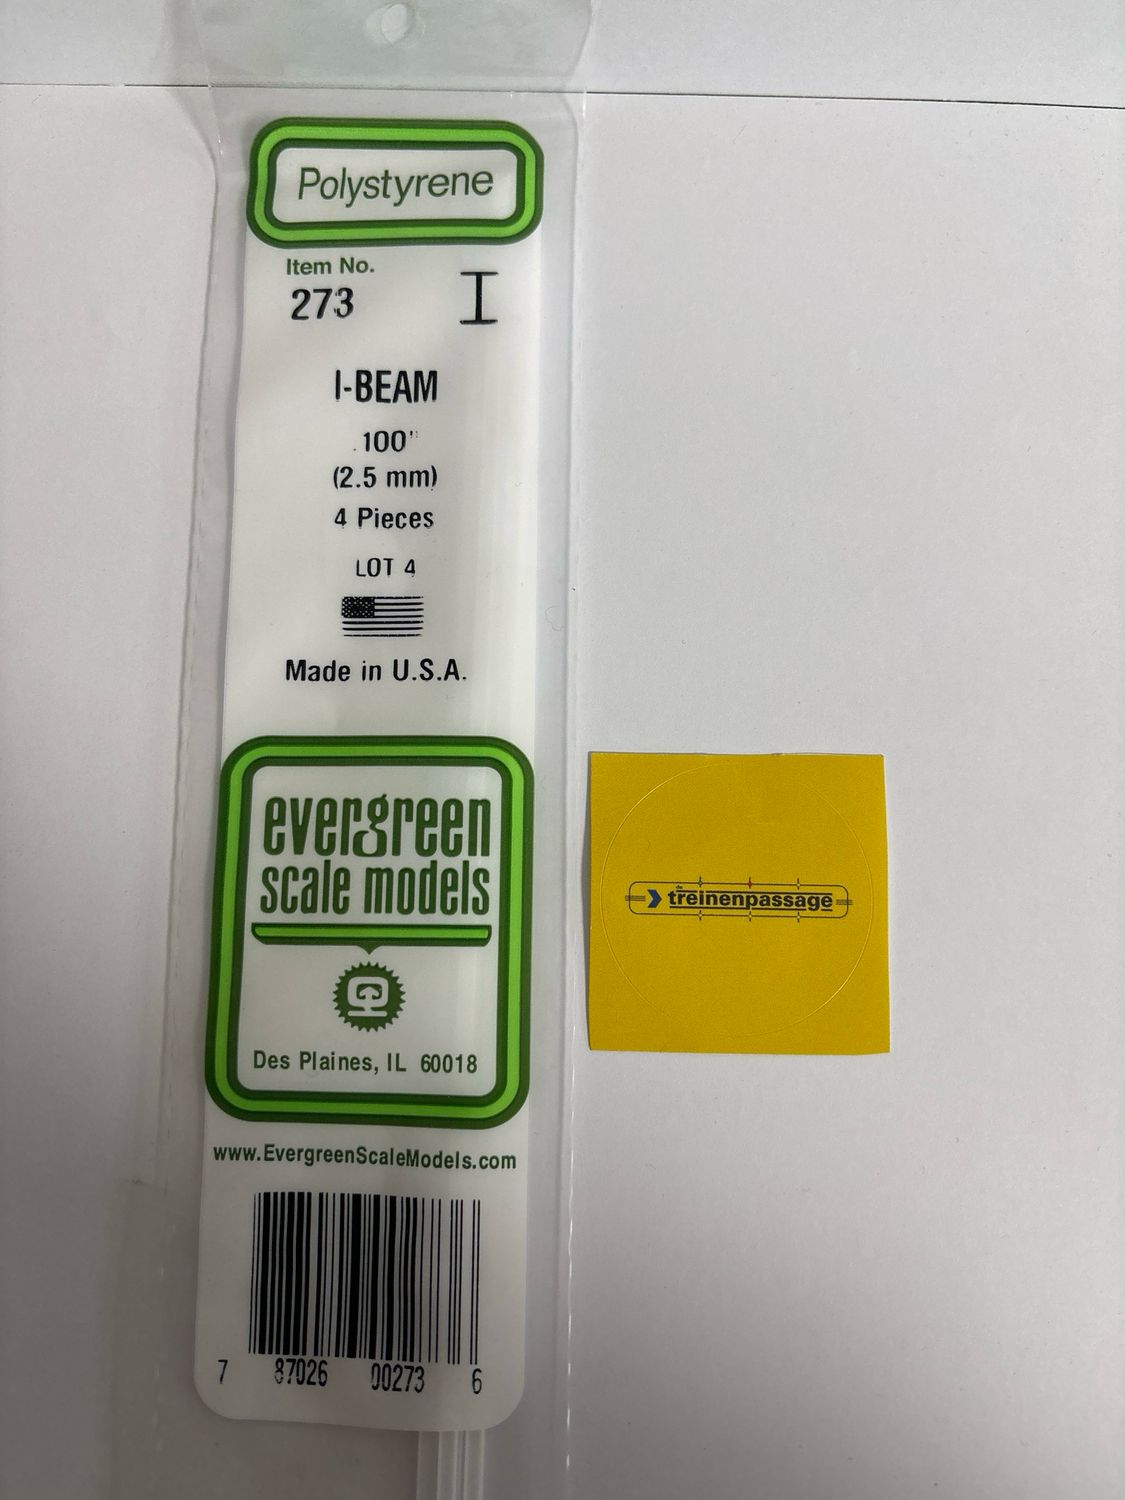 Polystyrene
Item No.
273
I-BEAM
.100"
(2.5 mm)
4 Pieces
LOT 4
Made in U.S.A.
evergreen
scale models
Des Plaines, IL 60018
www.EvergreenScaleModels.com
7 87026 00273 6
de
treinenpassage